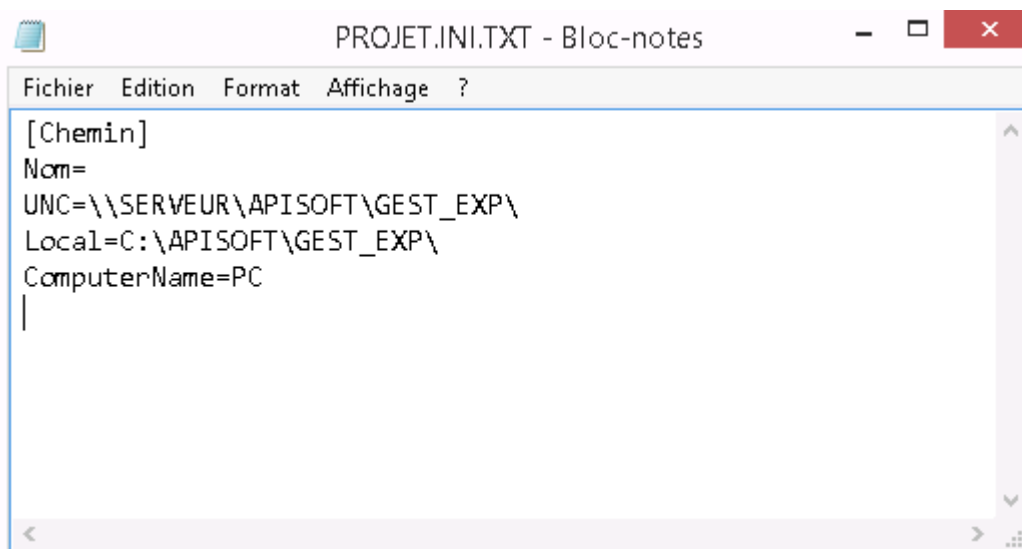 PROJET.INI.TXT - Bloc-notes
Fichier Edition Format Affichage ?
[Chemin]
Nom=
UNC=\\SERVEUR\APISOFT\GEST_EXP\
Local=C:\APISOFT\GEST_EXP\
ComputerName=PC